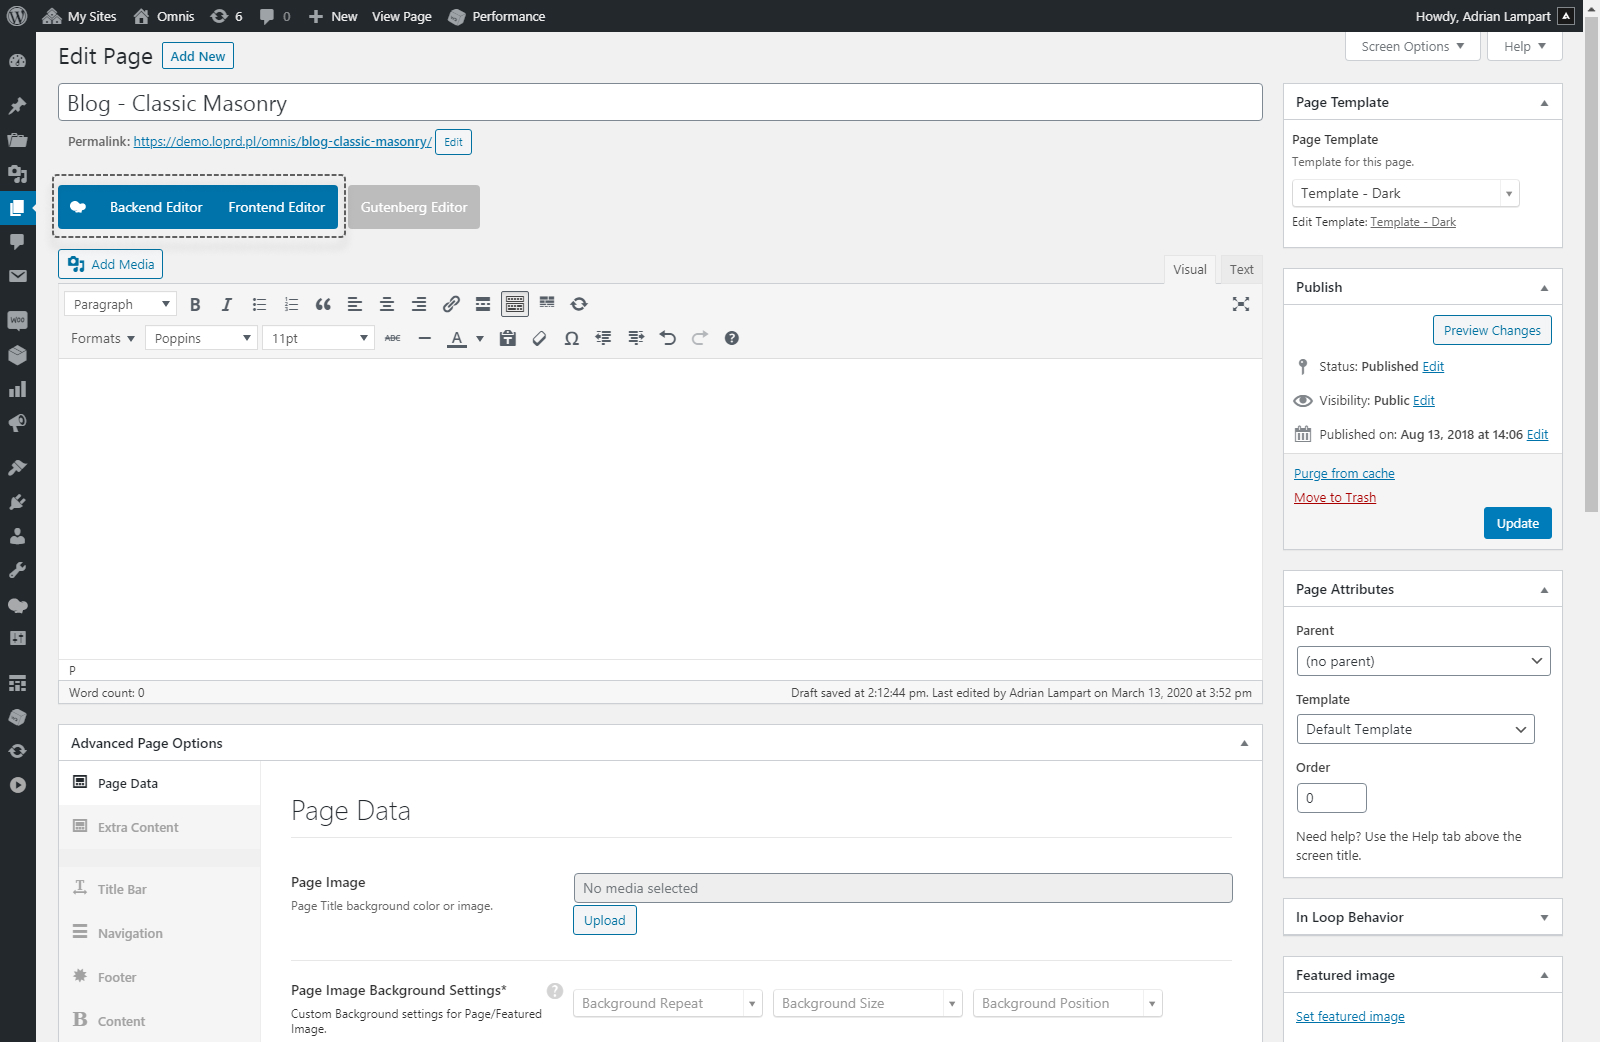 My Sites Omnis 6 0 New View Page Performance Howdy, Adrian Lampart
Edit Page Add New Screen Options Help
Blog - Classic Masonry
Permalink: https://demo.loprd.pl/omnis/blog-classic-masonry/ Edit
Backend Editor Frontend Editor Gutenberg Editor
Add Media Visual Text
Paragraph B I
Formats Poppins 11pt ABC A Ω
P
Word count: 0 Draft saved at 2:12:44 pm. Last edited by Adrian Lampart on March 13, 2020 at 3:52 pm
Advanced Page Options
Page Data
Extra Content
Title Bar
Navigation
Footer
B Content
Page Data
Page Image
Page Title background color or image.
No media selected
Upload
Page Image Background Settings*
Custom Background settings for Page/Featured
Image.
?
Background Repeat Background Size Background Position
Page Template
Page Template
Template for this page.
Template - Dark
Edit Template: Template - Dark
Publish
Preview Changes
Status: Published Edit
Visibility: Public Edit
Published on: Aug 13, 2018 at 14:06 Edit
Purge from cache
Move to Trash
Update
Page Attributes
Parent
(no parent)
Template
Default Template
Order
0
Need help? Use the Help tab above the
screen title.
In Loop Behavior
Featured image
Set featured image
WOO